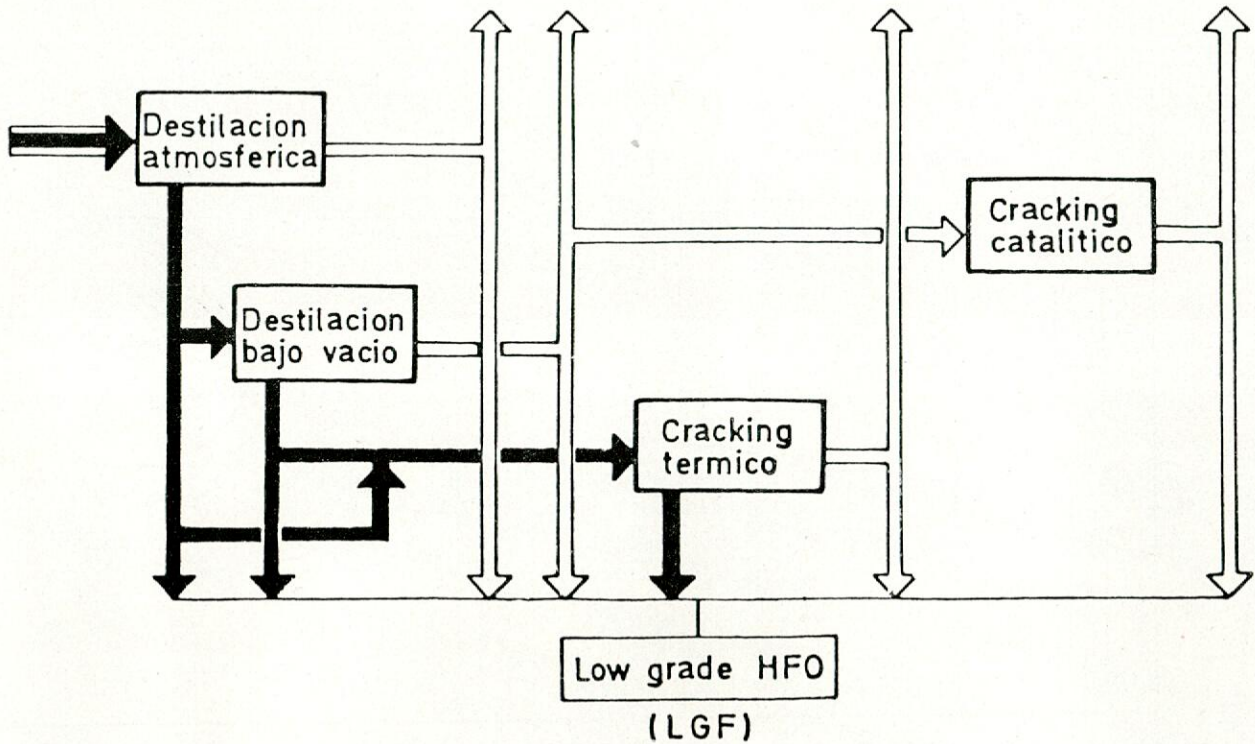 Destilacion
atmosferica
Cracking
catalitico
Destilacion
bajo vacio
Cracking
termico
Low grade HFO
(LGF)